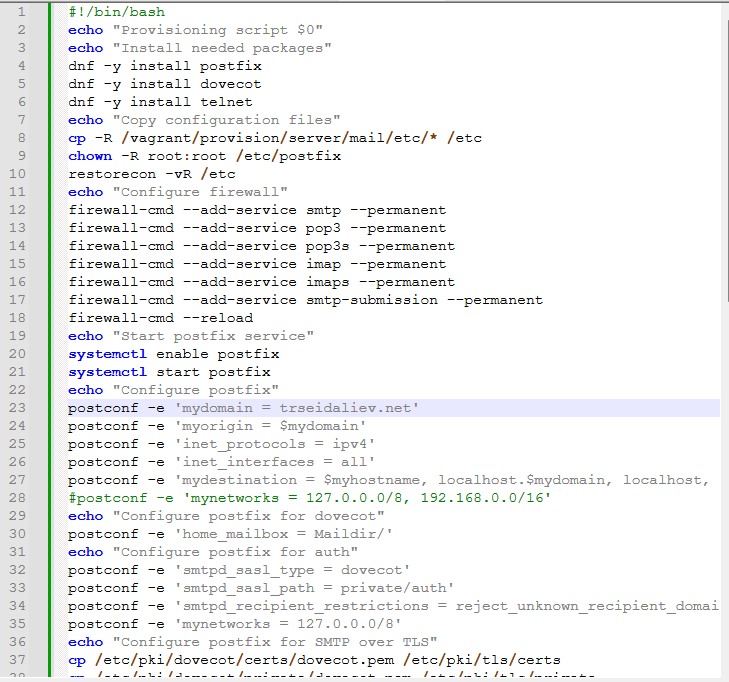 1 #!/bin/bash
2 echo "Provisioning script $0"
3 echo "Install needed packages"
4 dnf -y install postfix
5 dnf -y install dovecot
6 dnf -y install telnet
7 echo "Copy configuration files"
8 cp -R /vagrant/provision/server/mail/etc/* /etc
9 chown -R root:root /etc/postfix
10 restorecon -vR /etc
11 echo "Configure firewall"
12 firewall-cmd --add-service smtp --permanent
13 firewall-cmd --add-service pop3 --permanent
14 firewall-cmd --add-service pop3s --permanent
15 firewall-cmd --add-service imap --permanent
16 firewall-cmd --add-service imaps --permanent
17 firewall-cmd --add-service smtp-submission --permanent
18 firewall-cmd --reload
19 echo "Start postfix service"
20 systemctl enable postfix
21 systemctl start postfix
22 echo "Configure postfix"
23 postconf -e 'mydomain = trseidaliev.net'
24 postconf -e 'myorigin = $mydomain'
25 postconf -e 'inet_protocols = ipv4'
26 postconf -e 'inet_interfaces = all'
27 postconf -e 'mydestination = $myhostname, localhost.$mydomain, localhost,
28 #postconf -e 'mynetworks = 127.0.0.0/8, 192.168.0.0/16'
29 echo "Configure postfix for dovecot"
30 postconf -e 'home_mailbox = Maildir/'
31 echo "Configure postfix for auth"
32 postconf -e 'smtpd_sasl_type = dovecot'
33 postconf -e 'smtpd_sasl_path = private/auth'
34 postconf -e 'smtpd_recipient_restrictions = reject_unknown_recipient_domai
35 postconf -e 'mynetworks = 127.0.0.0/8'
36 echo "Configure postfix for SMTP over TLS"
37 cp /etc/pki/dovecot/certs/dovecot.pem /etc/pki/tls/certs